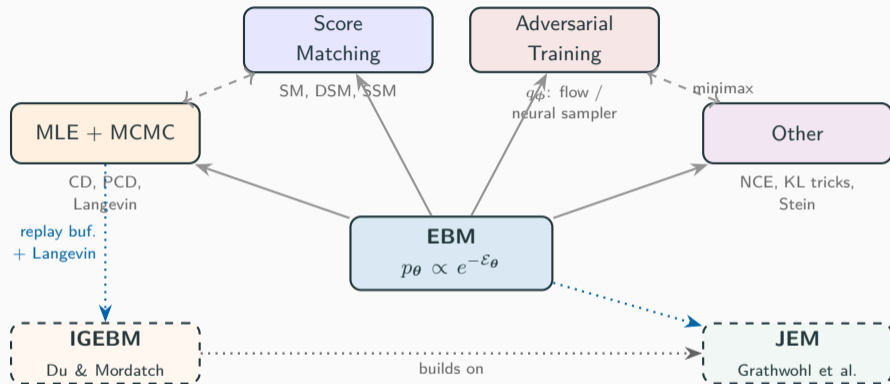 Score
Matching
Adversarial
Training
SM, DSM, SSM
qϕ: flow /
neural sampler
minimax
MLE + MCMC
Other
CD, PCD,
Langevin
NCE, KL tricks,
Stein
replay buf.
+ Langevin
EBM
pθ ∝ e^{−ℰθ}
IGEBM
Du & Mordatch
builds on
JEM
Grathwohl et al.